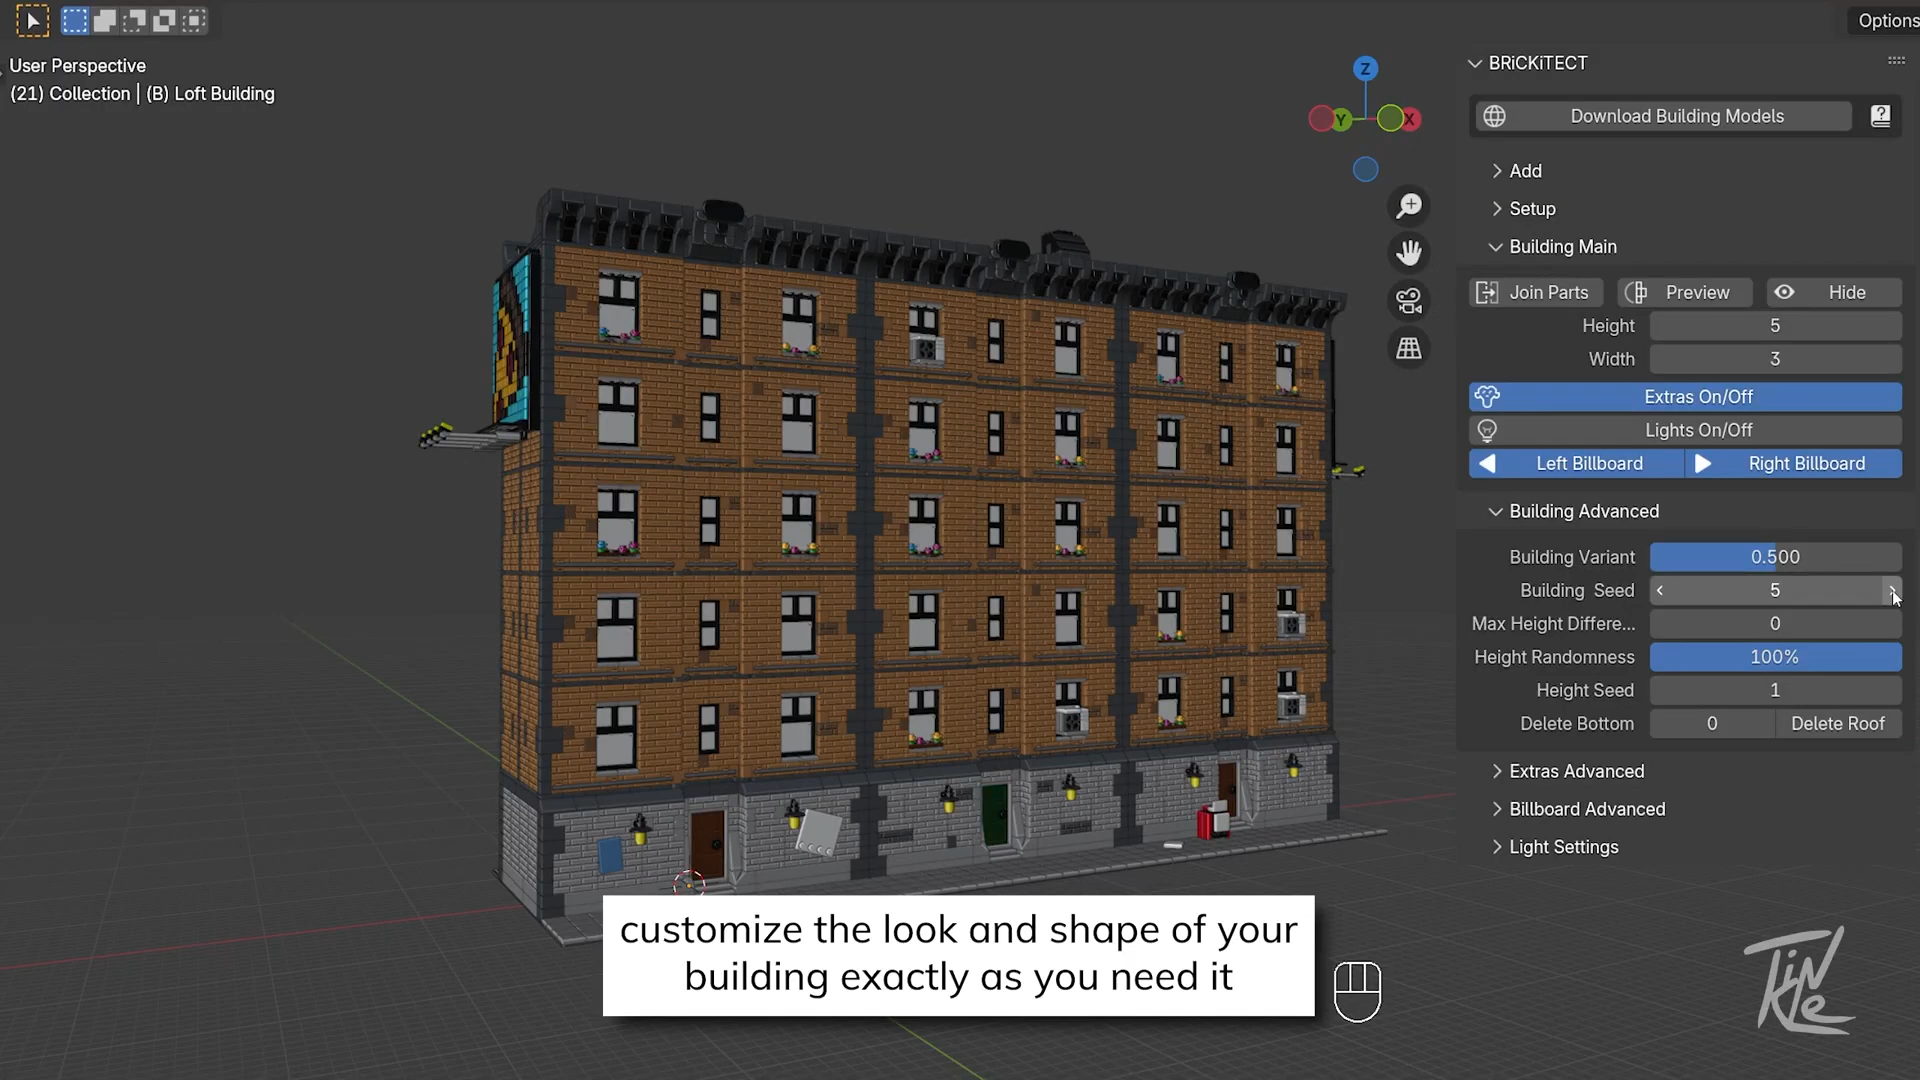 Options
User Perspective
(21) Collection | (B) Loft Building
Z
Y
X
BRiCKiTECT
Download Building Models
Add
Setup
Building Main
Join Parts
Preview
Hide
Height 5
Width 3
Extras On/Off
Lights On/Off
Left Billboard
Right Billboard
Building Advanced
Building Variant 0.500
Building Seed 5
Max Height Differe... 0
Height Randomness 100%
Height Seed 1
Delete Bottom 0 Delete Roof
Extras Advanced
Billboard Advanced
Light Settings
customize the look and shape of your
building exactly as you need it
TiNKle